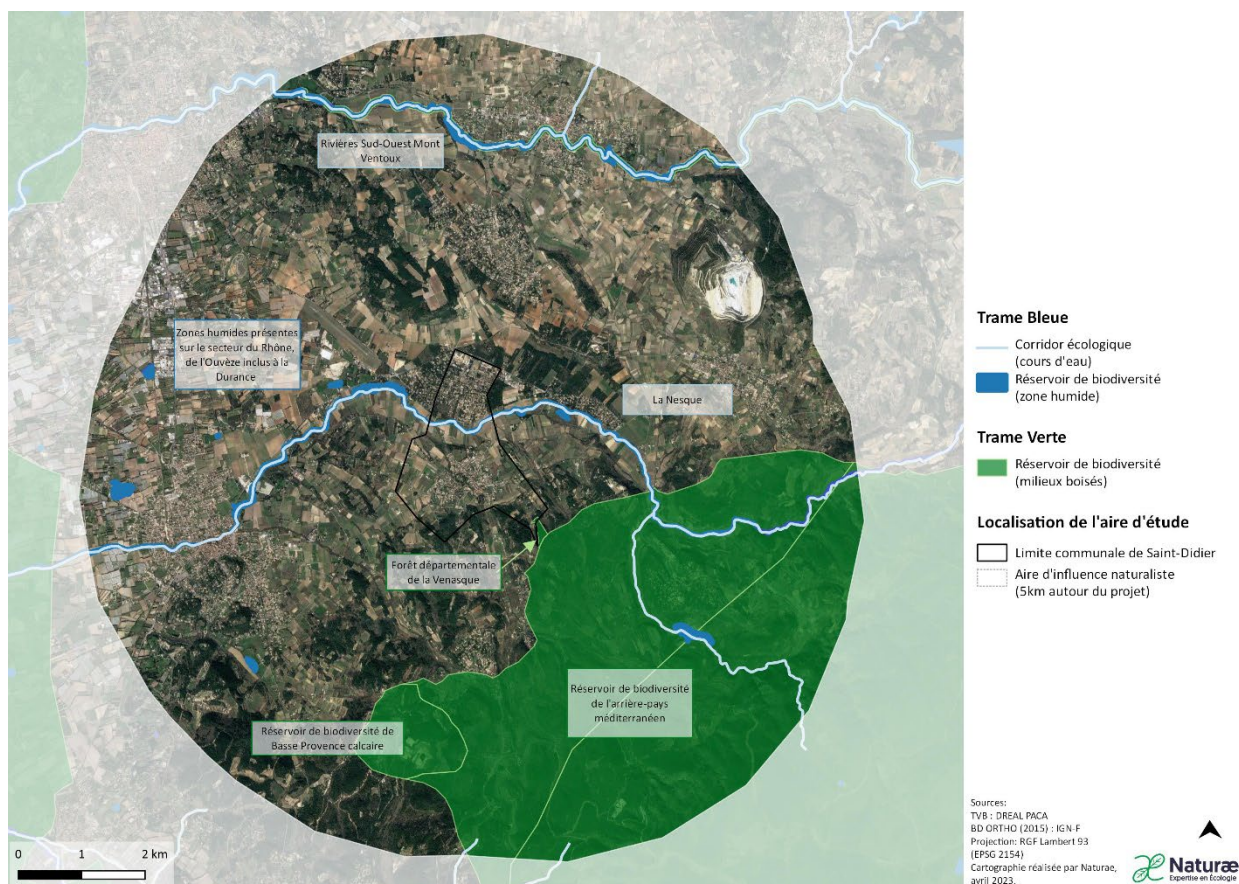 Rivières Sud-Ouest Mont
Ventoux
Zones humides présentes
sur le secteur du Rhône,
de l'Ouvèze inclus à la
Durance
La Nesque
Forêt départementale
de la Venasque
Réservoir de biodiversité
de l'arrière-pays
méditerranéen
Réservoir de biodiversité de
Basse Provence calcaire
0 1 2 km
Trame Bleue
Corridor écologique
(cours d'eau)
Réservoir de biodiversité
(zone humide)
Trame Verte
Réservoir de biodiversité
(milieux boisés)
Localisation de l'aire d'étude
Limite communale de Saint-Didier
Aire d'influence naturaliste
(5km autour du projet)
Sources:
TVB : DREAL PACA
BD ORTHO (2015) : IGN-F
Projection: RGF Lambert 93
(EPSG 2154)
Cartographie réalisée par Naturae,
avril 2023.
Naturæ
Expertise en Écologie